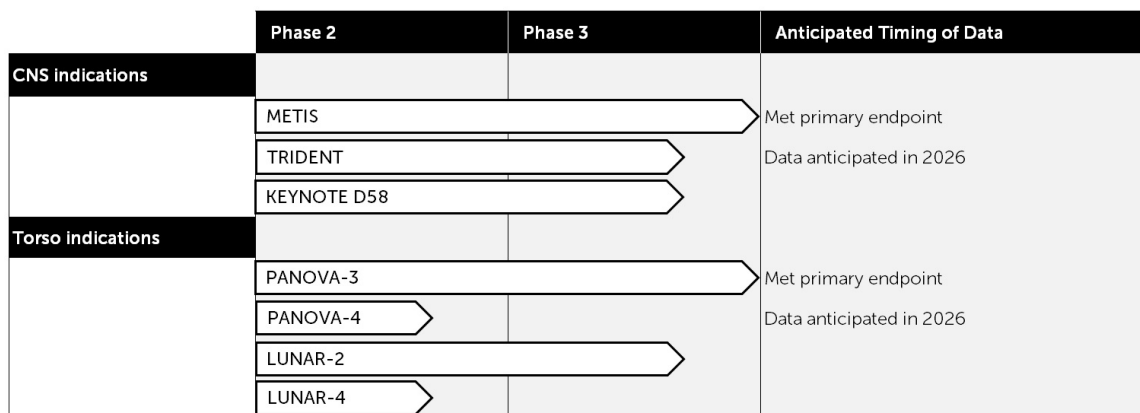 Phase 2 Phase 3 Anticipated Timing of Data
CNS indications
METIS Met primary endpoint
TRIDENT Data anticipated in 2026
KEYNOTE D58
Torso indications
PANOVA-3 Met primary endpoint
PANOVA-4 Data anticipated in 2026
LUNAR-2
LUNAR-4